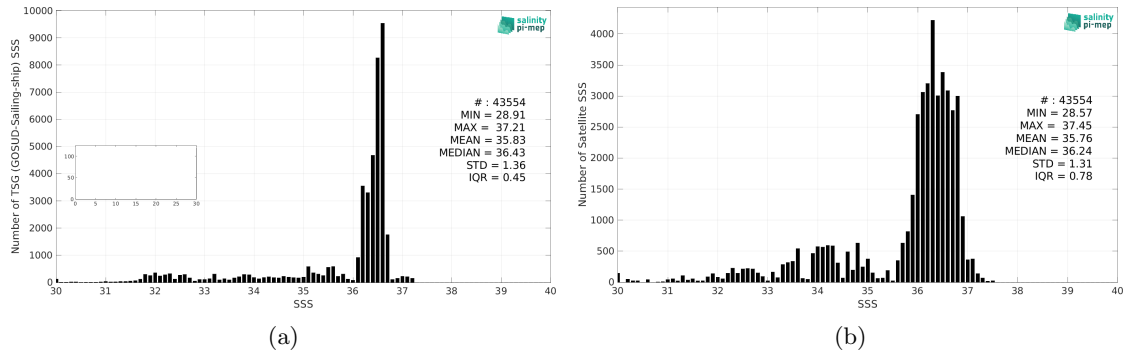 10000
9000
8000
7000
6000
5000
4000
3000
2000
1000
0
Number of TSG (GOSUD-Sailing-ship) SSS
salinity
pi-mep
# : 43554
MIN = 28.91
MAX = 37.21
MEAN = 35.83
MEDIAN = 36.43
STD = 1.36
IQR = 0.45
100
50
0
0 5 10 15 20 25 30
30 31 32 33 34 35 36 37 38 39 40
SSS
(a)
4000
3500
3000
2500
2000
1500
1000
500
0
Number of Satellite SSS
salinity
pi-mep
# : 43554
MIN = 28.57
MAX = 37.45
MEAN = 35.76
MEDIAN = 36.24
STD = 1.31
IQR = 0.78
30 31 32 33 34 35 36 37 38 39 40
SSS
(b)